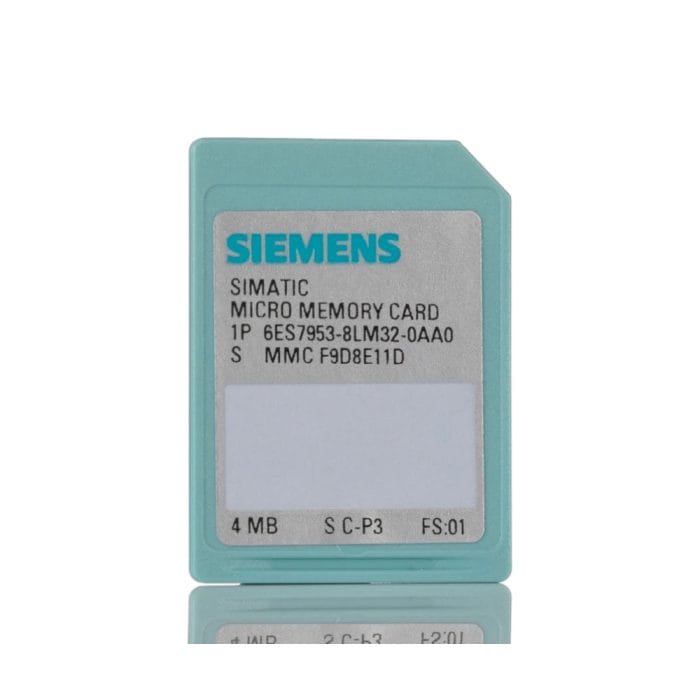 SIEMENS
SIMATIC
MICRO MEMORY CARD
1P 6ES7953-8LM32-0AA0
S MMC F9D8E11D
4 MB S C-P3 FS:01